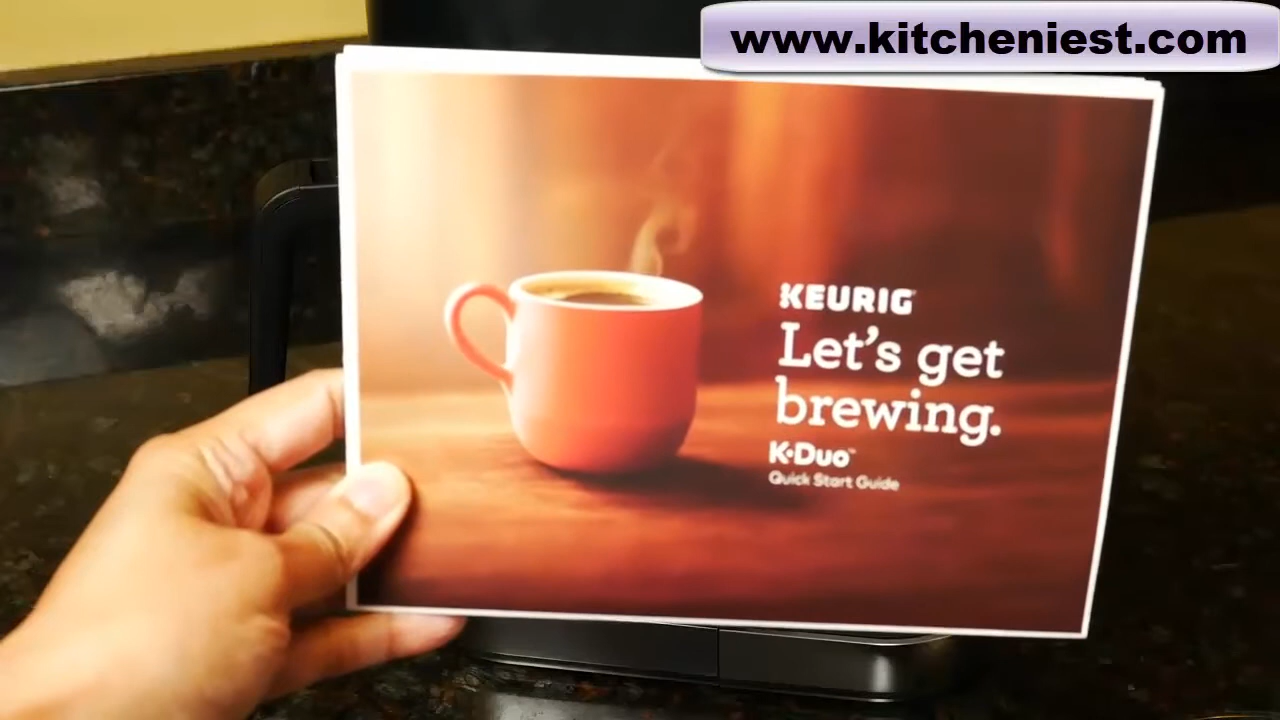 www.kitcheniest.com
KEURIG
Let's get
brewing.
K•Duo™
Quick Start Guide